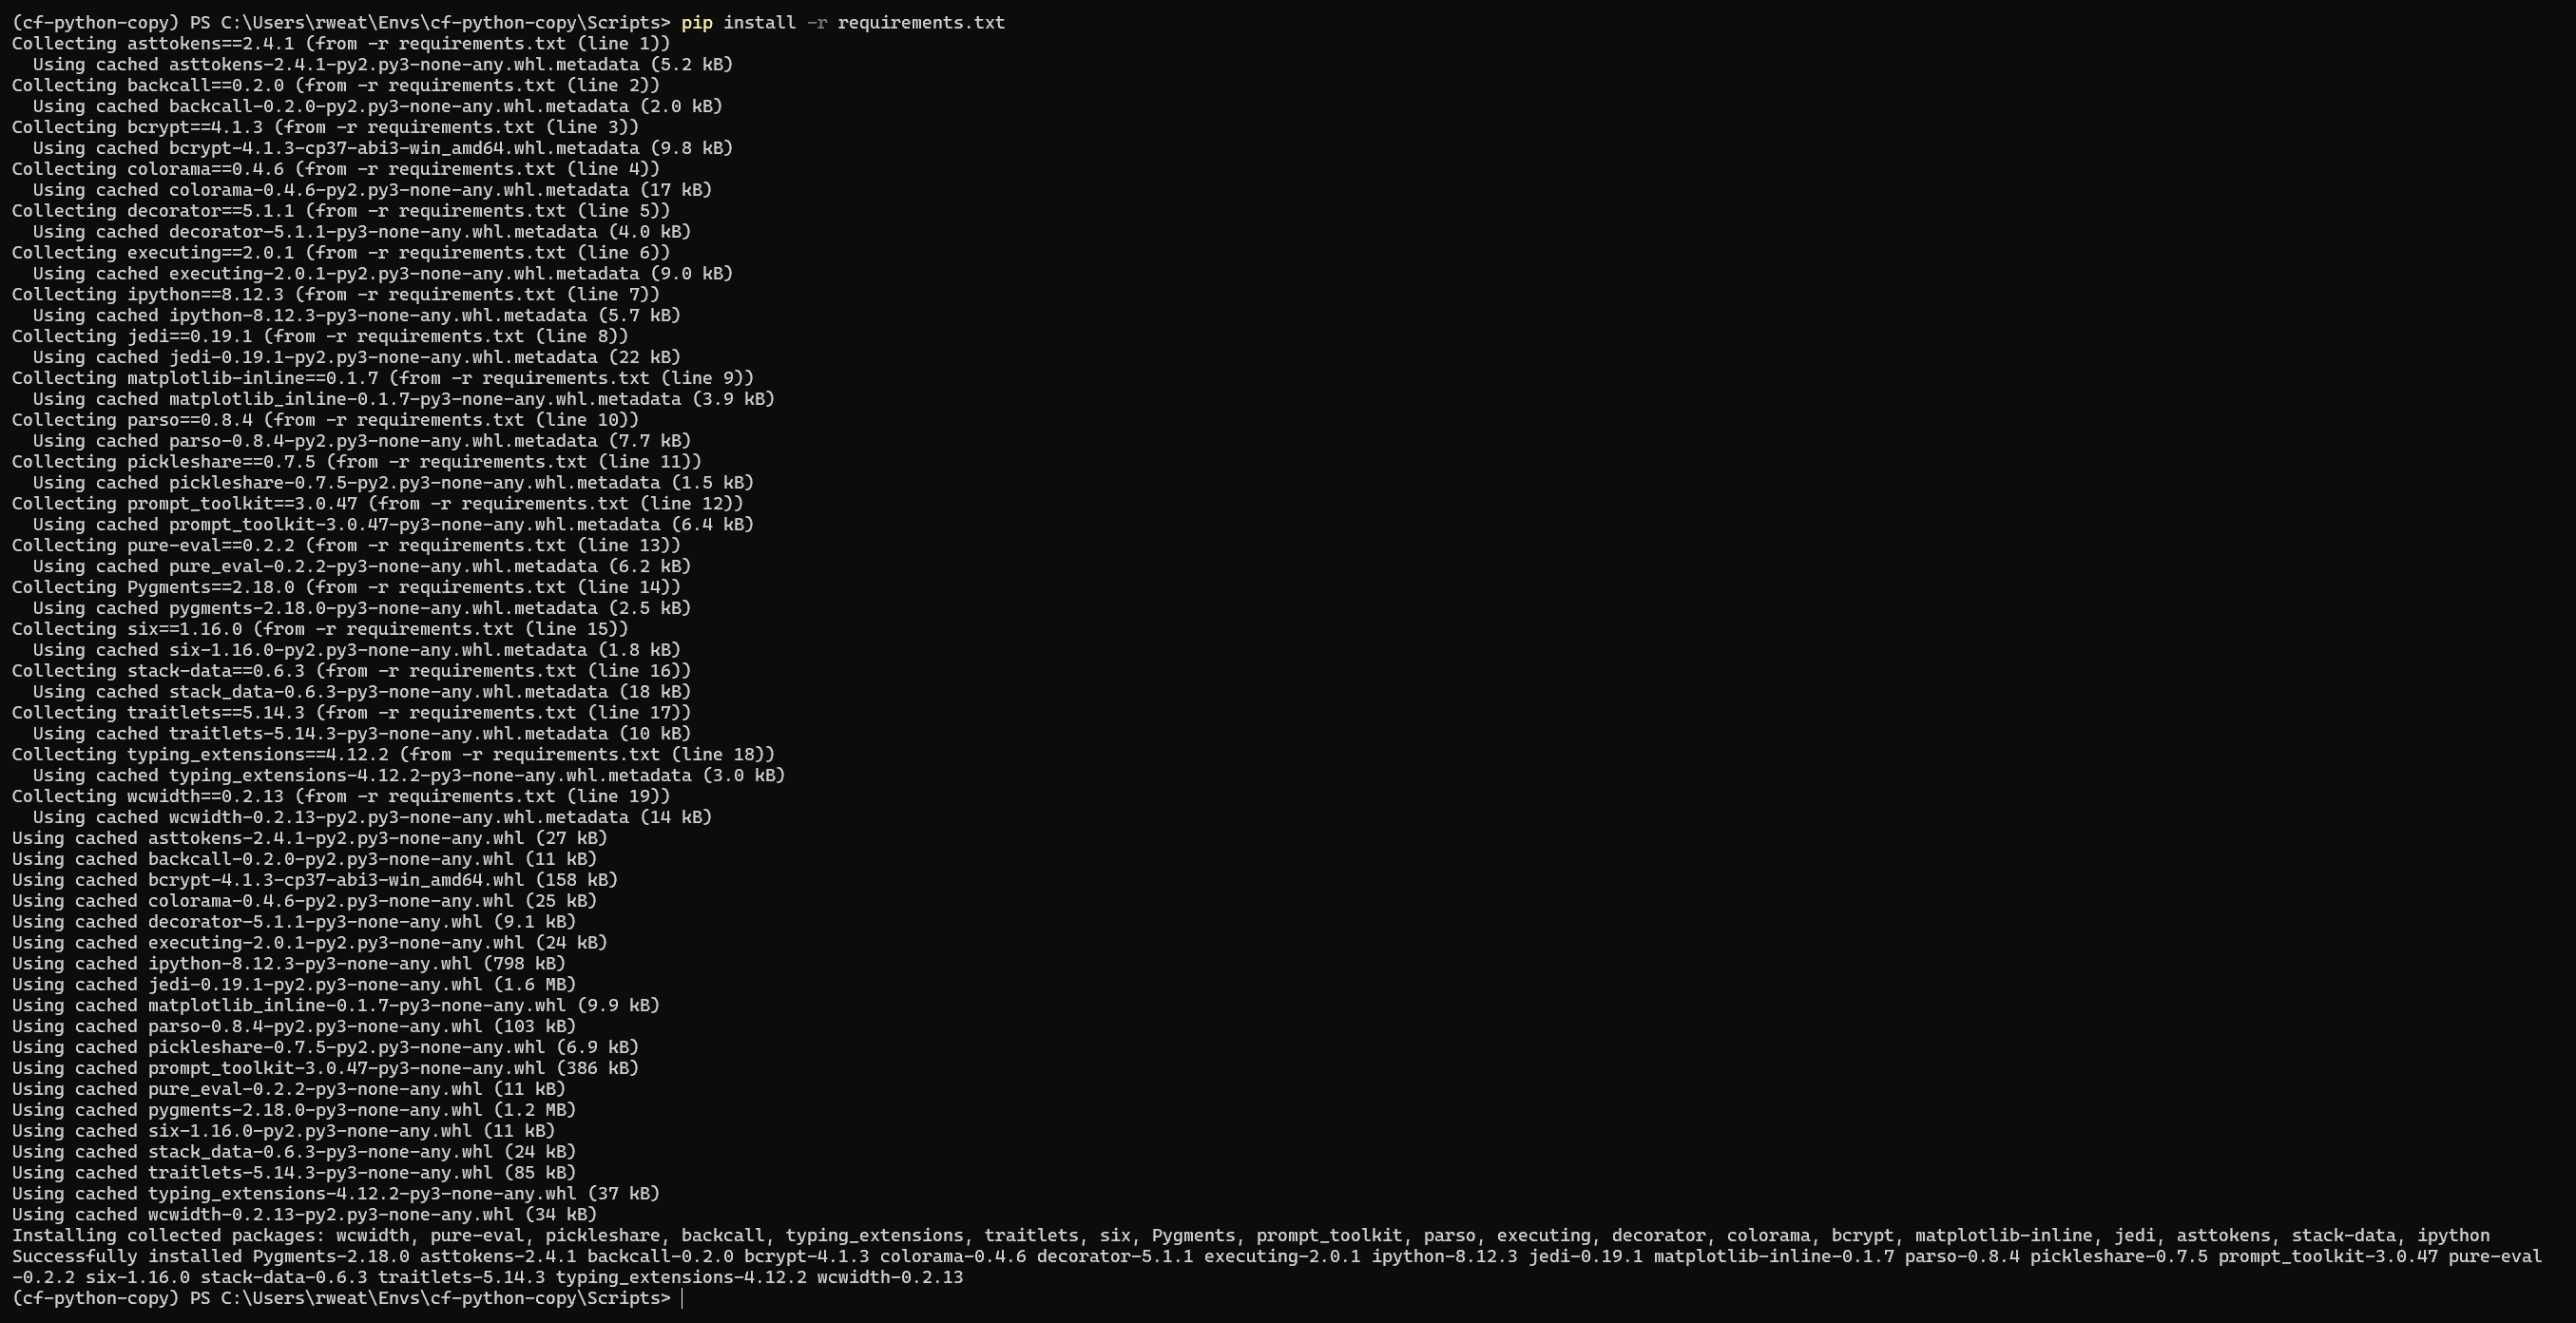 (cf-python-copy) PS C:\Users\rweat\Envs\cf-python-copy\Scripts> pip install -r requirements.txt
Collecting asttokens==2.4.1 (from -r requirements.txt (line 1))
  Using cached asttokens-2.4.1-py2.py3-none-any.whl.metadata (5.2 kB)
Collecting backcall==0.2.0 (from -r requirements.txt (line 2))
  Using cached backcall-0.2.0-py2.py3-none-any.whl.metadata (2.0 kB)
Collecting bcrypt==4.1.3 (from -r requirements.txt (line 3))
  Using cached bcrypt-4.1.3-cp37-abi3-win_amd64.whl.metadata (9.8 kB)
Collecting colorama==0.4.6 (from -r requirements.txt (line 4))
  Using cached colorama-0.4.6-py2.py3-none-any.whl.metadata (17 kB)
Collecting decorator==5.1.1 (from -r requirements.txt (line 5))
  Using cached decorator-5.1.1-py3-none-any.whl.metadata (4.0 kB)
Collecting executing==2.0.1 (from -r requirements.txt (line 6))
  Using cached executing-2.0.1-py2.py3-none-any.whl.metadata (9.0 kB)
Collecting ipython==8.12.3 (from -r requirements.txt (line 7))
  Using cached ipython-8.12.3-py3-none-any.whl.metadata (5.7 kB)
Collecting jedi==0.19.1 (from -r requirements.txt (line 8))
  Using cached jedi-0.19.1-py2.py3-none-any.whl.metadata (22 kB)
Collecting matplotlib-inline==0.1.7 (from -r requirements.txt (line 9))
  Using cached matplotlib_inline-0.1.7-py3-none-any.whl.metadata (3.9 kB)
Collecting parso==0.8.4 (from -r requirements.txt (line 10))
  Using cached parso-0.8.4-py2.py3-none-any.whl.metadata (7.7 kB)
Collecting pickleshare==0.7.5 (from -r requirements.txt (line 11))
  Using cached pickleshare-0.7.5-py2.py3-none-any.whl.metadata (1.5 kB)
Collecting prompt_toolkit==3.0.47 (from -r requirements.txt (line 12))
  Using cached prompt_toolkit-3.0.47-py3-none-any.whl.metadata (6.4 kB)
Collecting pure-eval==0.2.2 (from -r requirements.txt (line 13))
  Using cached pure_eval-0.2.2-py3-none-any.whl.metadata (6.2 kB)
Collecting Pygments==2.18.0 (from -r requirements.txt (line 14))
  Using cached pygments-2.18.0-py3-none-any.whl.metadata (2.5 kB)
Collecting six==1.16.0 (from -r requirements.txt (line 15))
  Using cached six-1.16.0-py2.py3-none-any.whl.metadata (1.8 kB)
Collecting stack-data==0.6.3 (from -r requirements.txt (line 16))
  Using cached stack_data-0.6.3-py3-none-any.whl.metadata (18 kB)
Collecting traitlets==5.14.3 (from -r requirements.txt (line 17))
  Using cached traitlets-5.14.3-py3-none-any.whl.metadata (10 kB)
Collecting typing_extensions==4.12.2 (from -r requirements.txt (line 18))
  Using cached typing_extensions-4.12.2-py3-none-any.whl.metadata (3.0 kB)
Collecting wcwidth==0.2.13 (from -r requirements.txt (line 19))
  Using cached wcwidth-0.2.13-py2.py3-none-any.whl.metadata (14 kB)
Using cached asttokens-2.4.1-py2.py3-none-any.whl (27 kB)
Using cached backcall-0.2.0-py2.py3-none-any.whl (11 kB)
Using cached bcrypt-4.1.3-cp37-abi3-win_amd64.whl (158 kB)
Using cached colorama-0.4.6-py2.py3-none-any.whl (25 kB)
Using cached decorator-5.1.1-py3-none-any.whl (9.1 kB)
Using cached executing-2.0.1-py2.py3-none-any.whl (24 kB)
Using cached ipython-8.12.3-py3-none-any.whl (798 kB)
Using cached jedi-0.19.1-py2.py3-none-any.whl (1.6 MB)
Using cached matplotlib_inline-0.1.7-py3-none-any.whl (9.9 kB)
Using cached parso-0.8.4-py2.py3-none-any.whl (103 kB)
Using cached pickleshare-0.7.5-py2.py3-none-any.whl (6.9 kB)
Using cached prompt_toolkit-3.0.47-py3-none-any.whl (386 kB)
Using cached pure_eval-0.2.2-py3-none-any.whl (11 kB)
Using cached pygments-2.18.0-py3-none-any.whl (1.2 MB)
Using cached six-1.16.0-py2.py3-none-any.whl (11 kB)
Using cached stack_data-0.6.3-py3-none-any.whl (24 kB)
Using cached traitlets-5.14.3-py3-none-any.whl (85 kB)
Using cached typing_extensions-4.12.2-py3-none-any.whl (37 kB)
Using cached wcwidth-0.2.13-py2.py3-none-any.whl (34 kB)
Installing collected packages: wcwidth, pure-eval, pickleshare, backcall, typing_extensions, traitlets, six, Pygments, prompt_toolkit, parso, executing, decorator, colorama, bcrypt, matplotlib-inline, jedi, asttokens, stack-data, ipython
Successfully installed Pygments-2.18.0 asttokens-2.4.1 backcall-0.2.0 bcrypt-4.1.3 colorama-0.4.6 decorator-5.1.1 executing-2.0.1 ipython-8.12.3 jedi-0.19.1 matplotlib-inline-0.1.7 parso-0.8.4 pickleshare-0.7.5 prompt_toolkit-3.0.47 pure-eval
-0.2.2 six-1.16.0 stack-data-0.6.3 traitlets-5.14.3 typing_extensions-4.12.2 wcwidth-0.2.13
(cf-python-copy) PS C:\Users\rweat\Envs\cf-python-copy\Scripts>